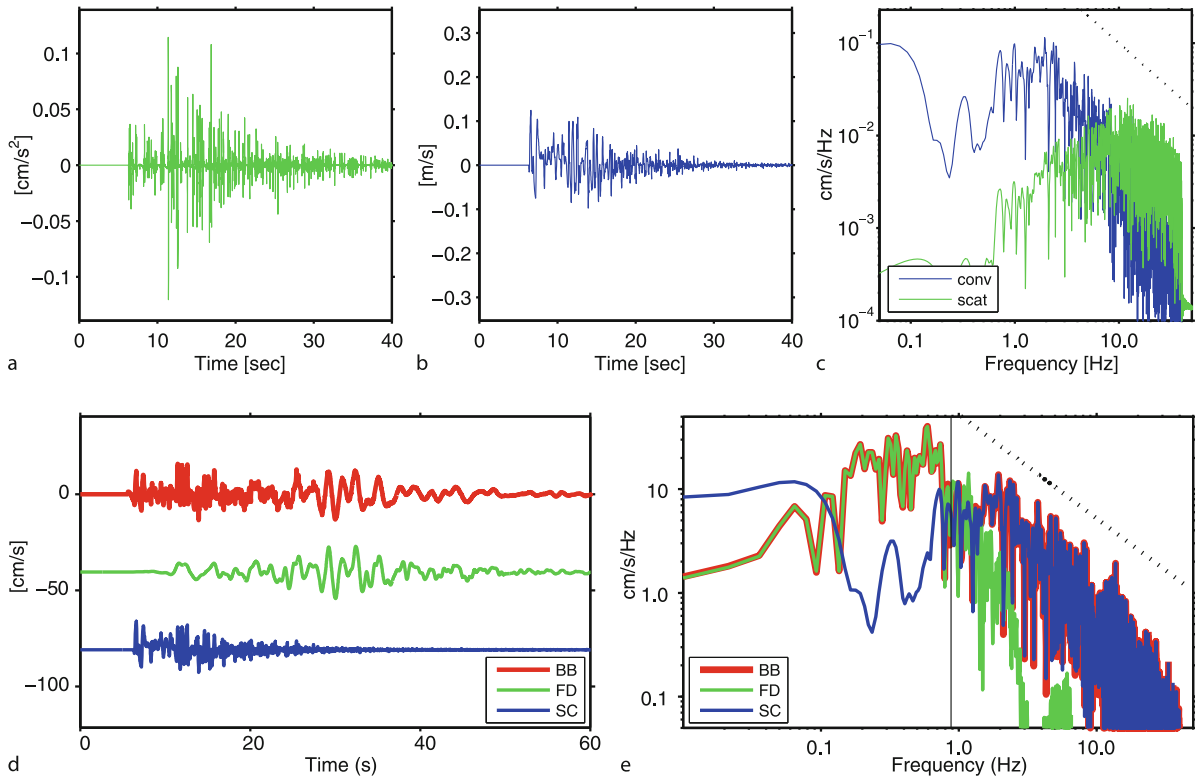 0.1
0.05
0
−0.05
−0.1
[cm/s²]
0 10 20 30 40
Time [sec]
a
0.3
0.2
0.1
0
−0.1
−0.2
−0.3
[m/s]
0 10 20 30 40
Time [sec]
b
10⁻¹
10⁻²
10⁻³
10⁻⁴
cm/s/Hz
conv
scat
0.1 1.0 10.0
Frequency [Hz]
c
0
−50
−100
[cm/s]
BB
FD
SC
0 20 40 60
Time (s)
d
10
1.0
0.1
cm/s/Hz
BB
FD
SC
0.1 1.0 10.0
Frequency (Hz)
e